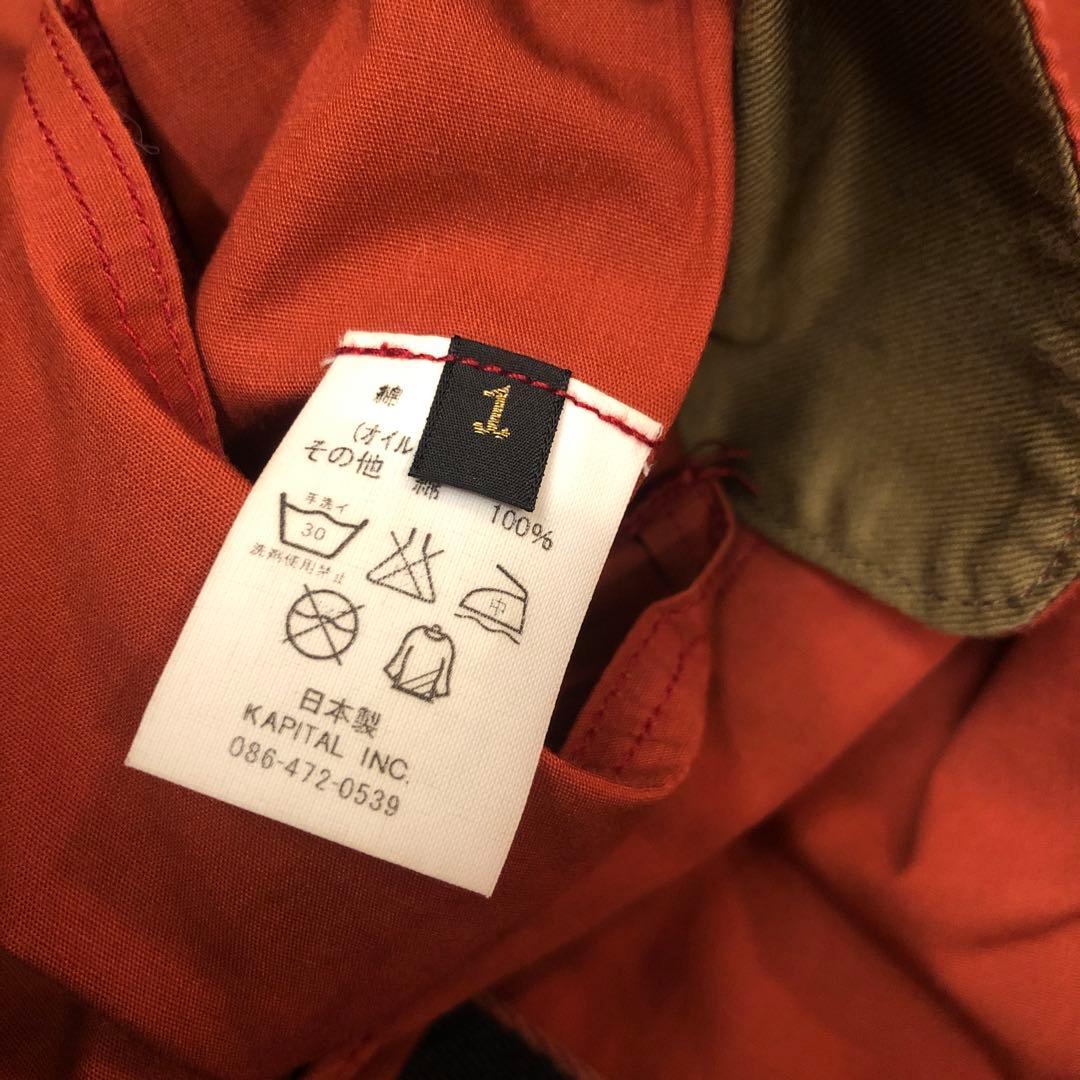 1
綿
(オイル
その他 綿
100%
手洗イ
30
洗剤使用禁止
中
日本製
KAPITAL INC.
086-472-0539